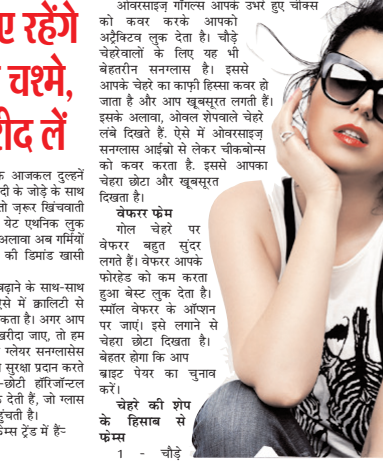 ए रहेंगे
चश्मे,
रीद लें
आजकल दुल्हनें
दी के जोड़े के साथ
तो ज़रूर खिंचवाती
येट एथनिक लुक
अलावा अब गर्मियों
की डिमांड खासी
बढ़ाने के साथ-साथ
ऐसे में क्वालिटी से
कता है। अगर आप
खरीदा जाए, तो हम
ग्लेयर सनग्लासेस
सुरक्षा प्रदान करते
-छोटी हॉरिजॉन्टल
देती हैं, जो ग्लास
हुंचती है।
फेम्स ट्रेंड में हैं-
ओवरसाइज़ गॉगल्स आपके उभरे हुए चीक्स
को कवर करके आपको
अट्रैक्टिव लुक देता है। चौड़े
चेहरेवालों के लिए यह भी
बेहतरीन सनग्लास है। इससे
आपके चेहरे का काफ़ी हिस्सा कवर हो
जाता है और आप खूबसूरत लगती हैं।
इसके अलावा, ओवल शेपवाले चेहरे
लंबे दिखते हैं. ऐसे में ओवरसाइज़
सनग्लास आईब्रो से लेकर चीकबोन्स
को कवर करता है. इससे आपका
चेहरा छोटा और खूबसूरत
दिखता है।
वेफरर फेम
गोल चेहरे पर
वेफरर बहुत सुंदर
लगते हैं। वेफरर आपके
फोरहेड को कम करता
हुआ बेस्ट लुक देता है।
स्मॉल वेफरर के ऑप्शन
पर जाएं। इसे लगाने से
चेहरा छोटा दिखता है।
बेहतर होगा कि आप
ब्राइट पेयर का चुनाव
करें।
चेहरे की शेप
के हिसाब से
फेम्स
1 - चौड़े